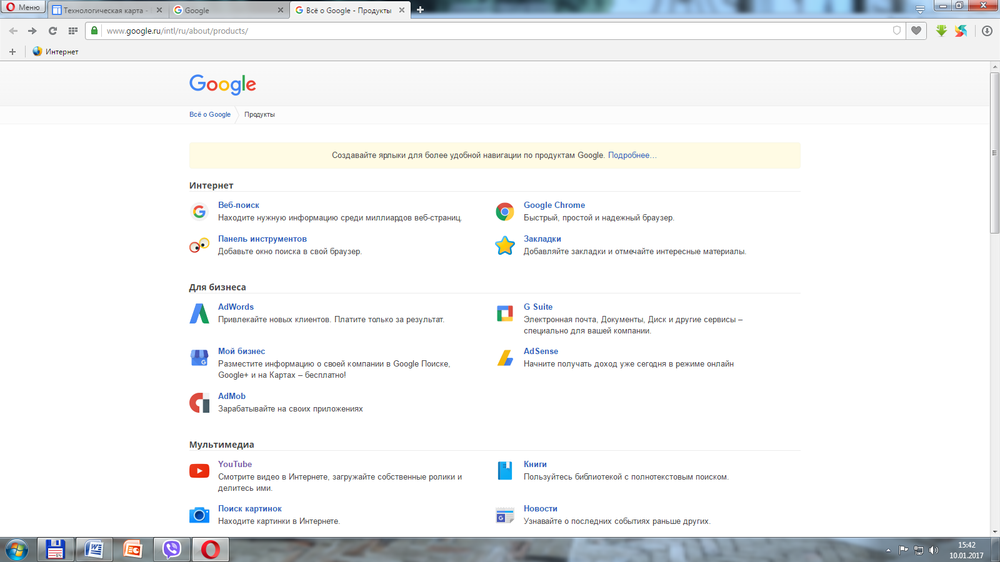 Меню
Технологическая карта -
Google
Всё о Google - Продукты
www.google.ru/intl/ru/about/products/
Интернет
Google
Всё о Google
Продукты
Создавайте ярлыки для более удобной навигации по продуктам Google. Подробнее…
Интернет
Веб-поиск
Находите нужную информацию среди миллиардов веб-страниц.
Google Chrome
Быстрый, простой и надежный браузер.
Панель инструментов
Добавьте окно поиска в свой браузер.
Закладки
Добавляйте закладки и отмечайте интересные материалы.
Для бизнеса
AdWords
Привлекайте новых клиентов. Платите только за результат.
G Suite
Электронная почта, Документы, Диск и другие сервисы –
специально для вашей компании.
Мой бизнес
Разместите информацию о своей компании в Google Поиске,
Google+ и на Картах – бесплатно!
AdSense
Начните получать доход уже сегодня в режиме онлайн
AdMob
Зарабатывайте на своих приложениях
Мультимедиа
YouTube
Смотрите видео в Интернете, загружайте собственные ролики и
делитесь ими.
Книги
Пользуйтесь библиотекой с полнотекстовым поиском.
Поиск картинок
Находите картинки в Интернете.
Новости
Узнавайте о последних событиях раньше других.
64
15:42
10.01.2017